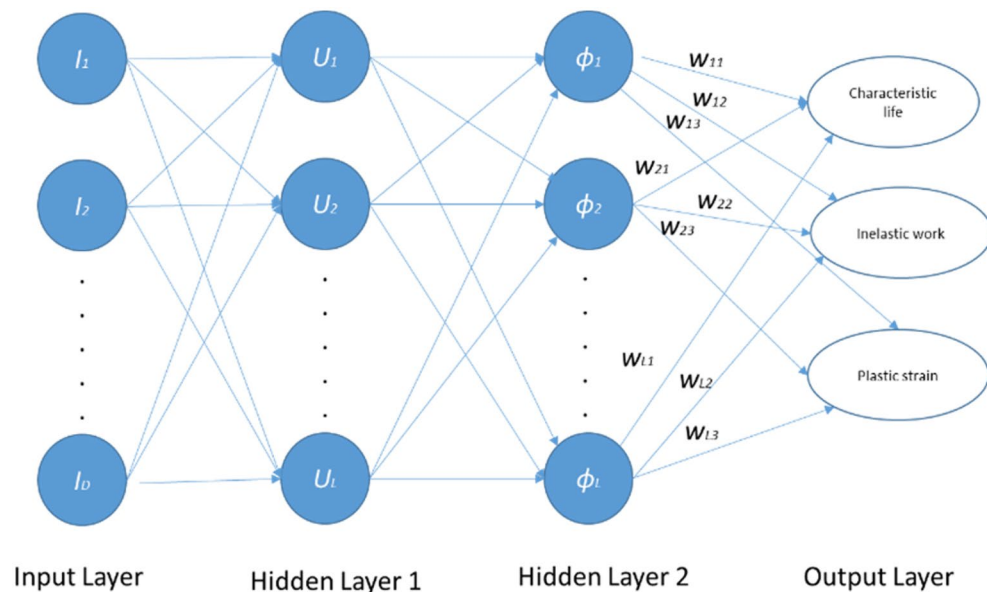 I1
U1
ϕ1
w11
w12
w13
Characteristic
life
I2
U2
ϕ2
w21
w22
w23
Inelastic work
Plastic strain
wL1
wL2
wL3
ID
UL
ϕL
Input Layer
Hidden Layer 1
Hidden Layer 2
Output Layer